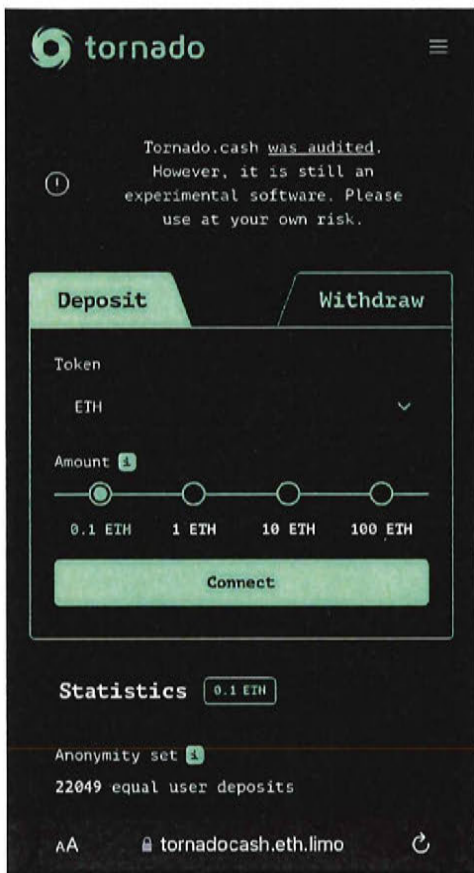 tornado
Tornado.cash was audited.
However, it is still an
experimental software. Please
use at your own risk.
Deposit
Withdraw
Token
ETH
Amount i
0.1 ETH 1 ETH 10 ETH 100 ETH
Connect
Statistics 0.1 ETH
Anonymity set i
22049 equal user deposits
AA tornadocash.eth.limo